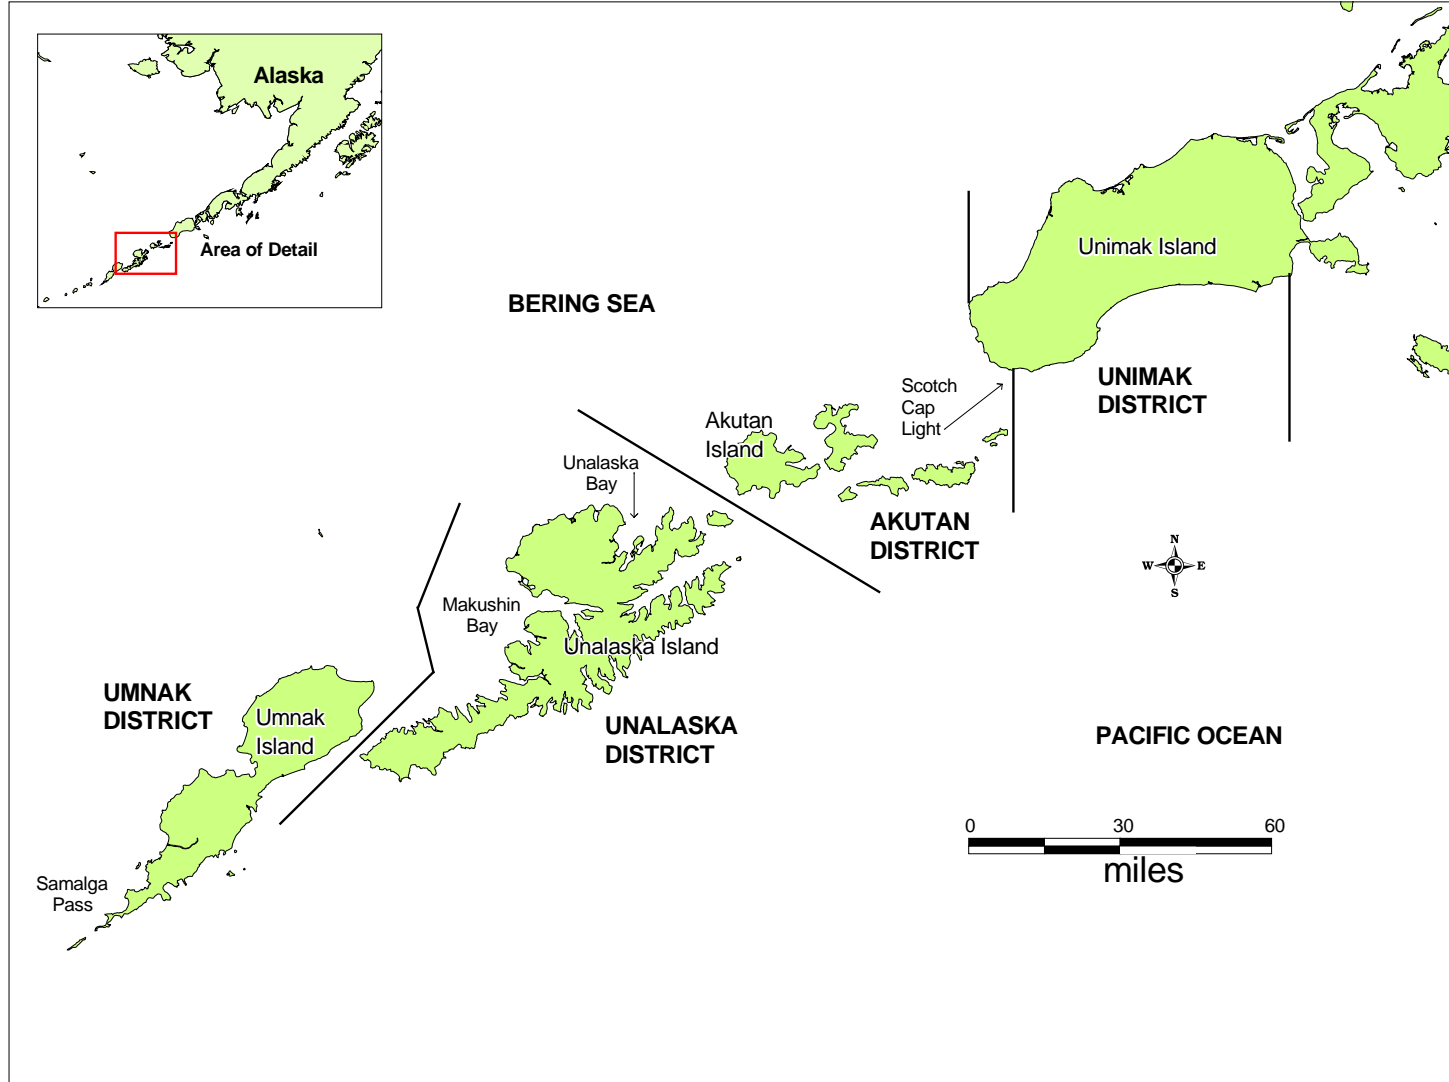 Alaska
Area of Detail
BERING SEA
Unimak Island
Scotch
Cap
Light
UNIMAK
DISTRICT
Akutan
Island
Unalaska
Bay
AKUTAN
DISTRICT
N
W
E
S
Makushin
Bay
Unalaska Island
UMNAK
DISTRICT
Umnak
Island
UNALASKA
DISTRICT
PACIFIC OCEAN
0
30
60
miles
Samalga
Pass